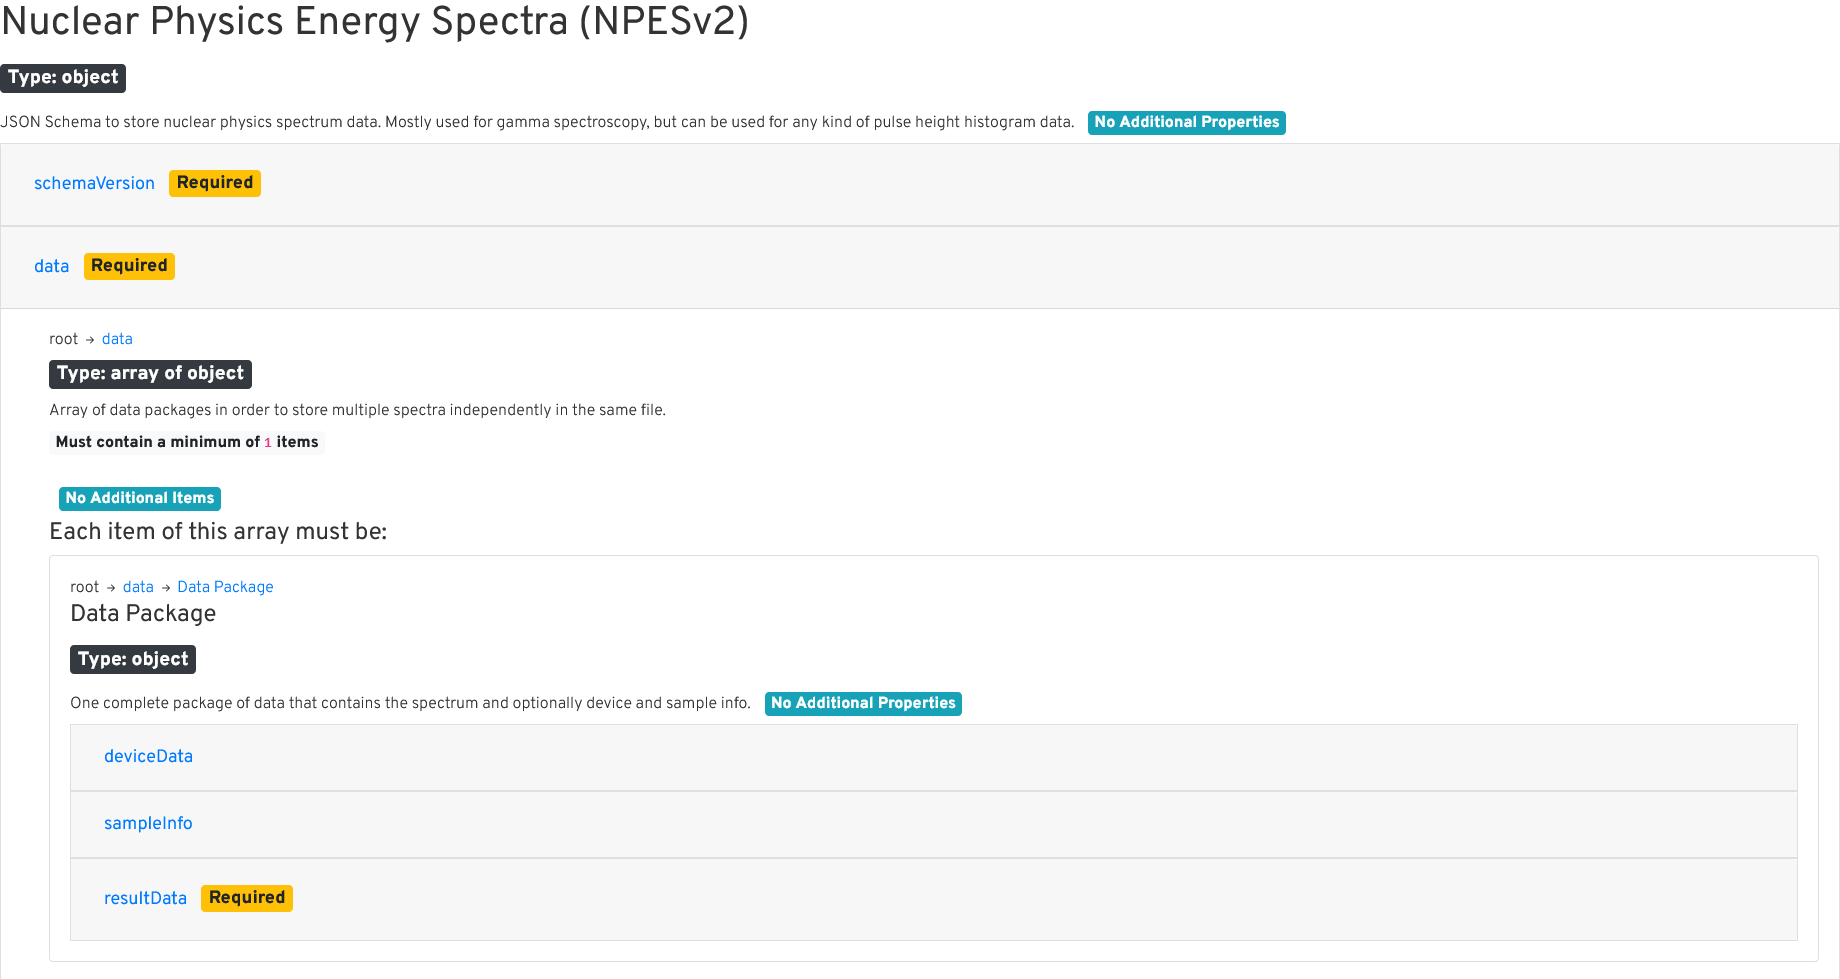 Nuclear Physics Energy Spectra (NPESv2)
Type: object
JSON Schema to store nuclear physics spectrum data. Mostly used for gamma spectroscopy, but can be used for any kind of pulse height histogram data. No Additional Properties
schemaVersion Required
data Required
root → data
Type: array of object
Array of data packages in order to store multiple spectra independently in the same file.
Must contain a minimum of 1 items
No Additional Items
Each item of this array must be:
root → data → Data Package
Data Package
Type: object
One complete package of data that contains the spectrum and optionally device and sample info. No Additional Properties
deviceData
sampleInfo
resultData Required